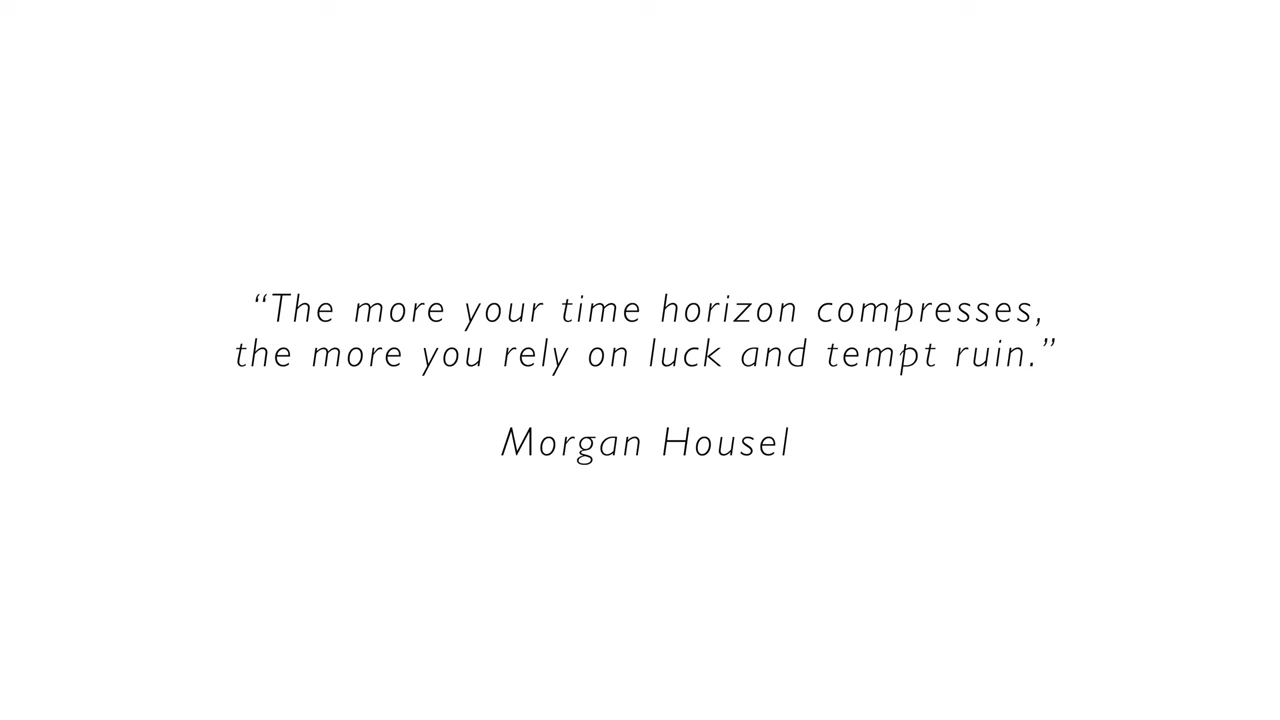 “The more your time horizon compresses,
the more you rely on luck and tempt ruin.”
Morgan Housel